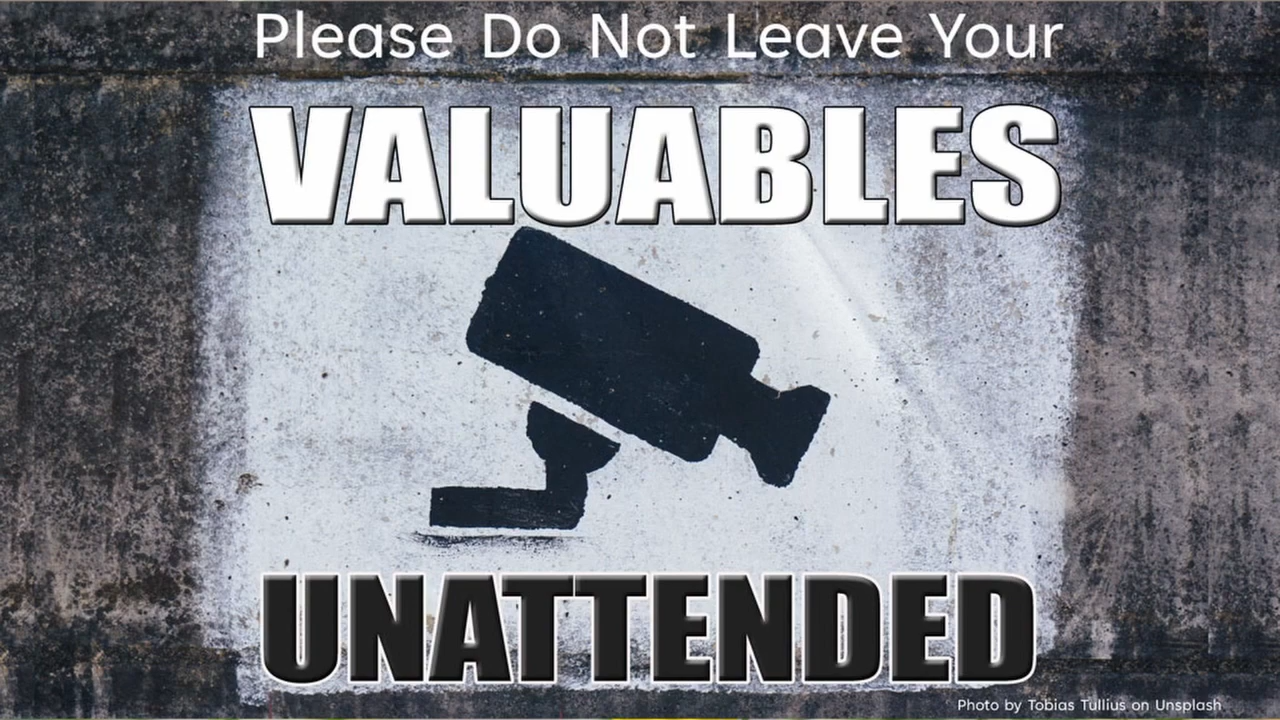 Please Do Not Leave Your
VALUABLES
UNATTENDED
Photo by Tobias Tullius on Unsplash